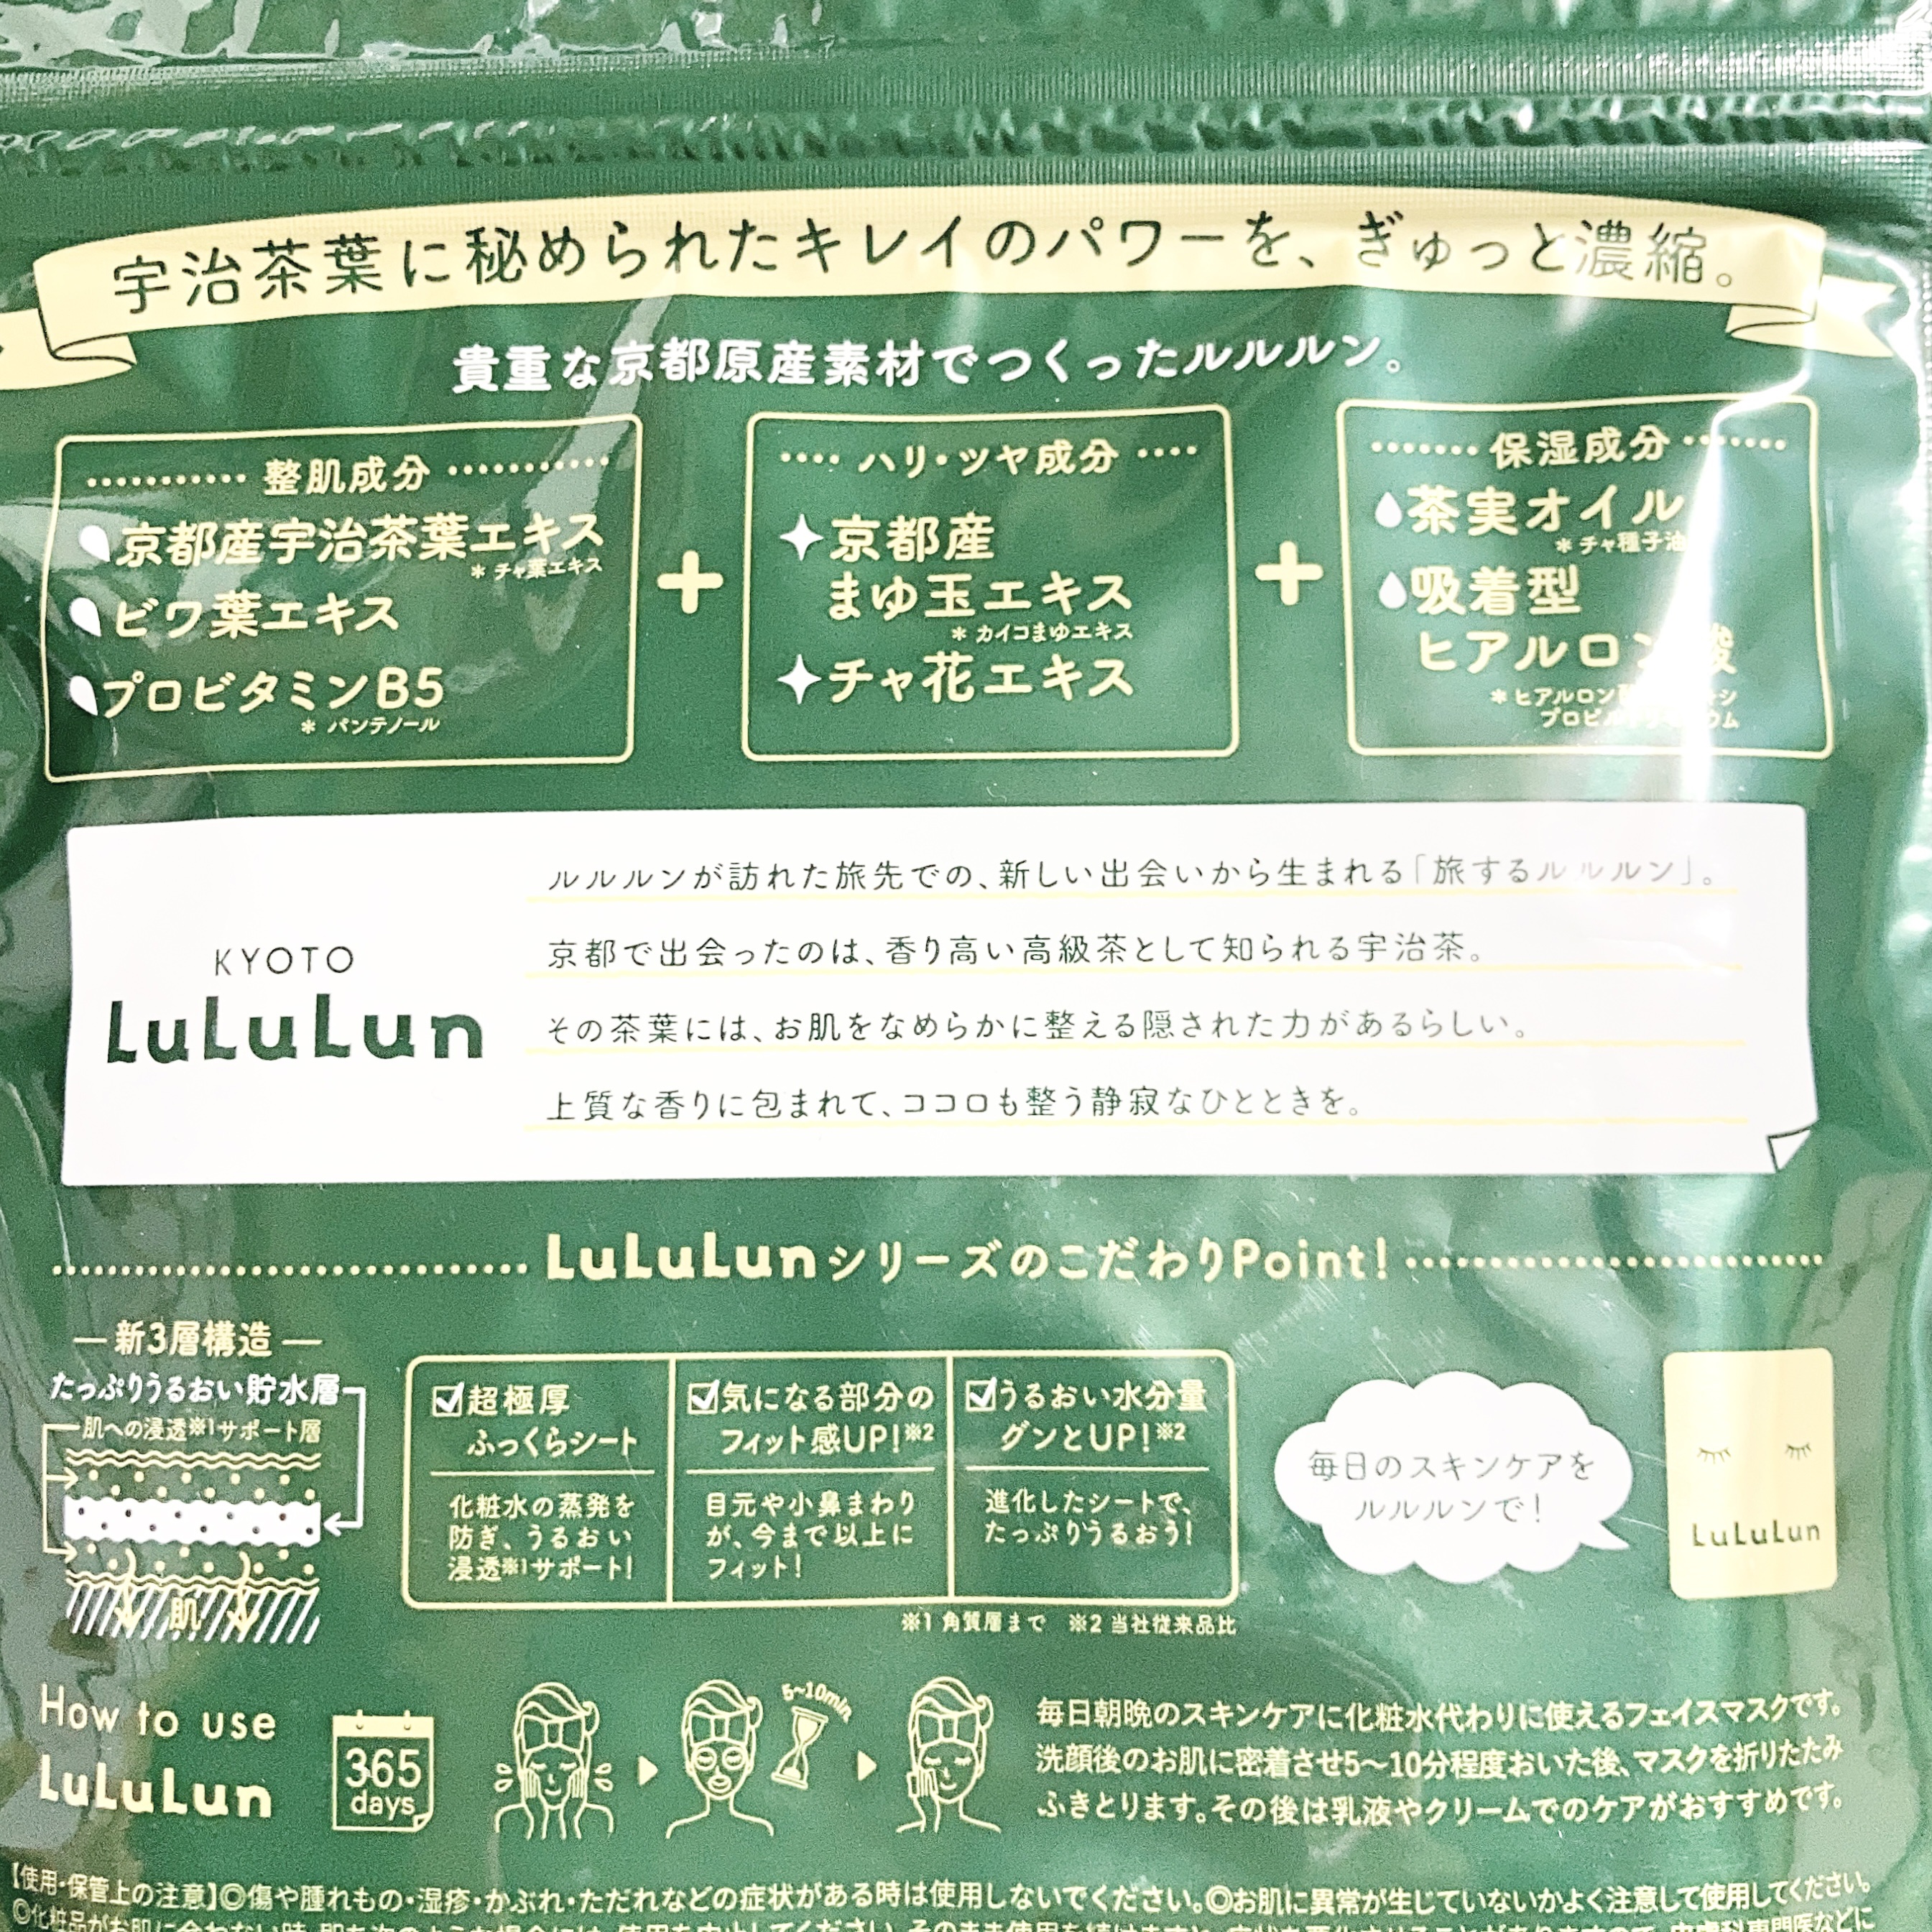 宇治茶葉に秘められたキレイのパワーを、ぎゅっと濃縮。
貴重な京都原産素材でつくったルルルン。
整肌成分
京都産宇治茶葉エキス
* チャ葉エキス
ビワ葉エキス
プロビタミンB5
* パンテノール
+
ハリ・ツヤ成分
京都産
まゆ玉エキス
* カイコまゆエキス
チャ花エキス
+
保湿成分
茶実オイル
* チャ種子油
吸着型
ヒアルロン酸
* ヒアルロン
KYOTO
LuLuLun
ルルルンが訪れた旅先での、新しい出会いから生まれる「旅するルルルン」。
京都で出会ったのは、香り高い高級茶として知られる宇治茶。
その茶葉には、お肌をなめらかに整える隠された力があるらしい。
上質な香りに包まれて、ココロも整う静寂なひとときを。
LuLuLunシリーズのこだわりPoint!
新3層構造
たっぷりうるおい貯水層
肌への浸透※1サポート層
肌
超極厚
ふっくらシート
化粧水の蒸発を
防ぎ、うるおい
浸透※1サポート!
気になる部分の
フィット感UP!※2
目元や小鼻まわり
が、今まで以上に
フィット!
うるおい水分量
グンとUP!※2
進化したシートで、
たっぷりうるおう!
※1 角質層まで ※2 当社従来品比
毎日のスキンケアを
ルルルンで!
LuLuLun
How to use
LuLuLun
365
days
5~10min
毎日朝晩のスキンケアに化粧水代わりに使えるフェイスマスクです。
洗顔後のお肌に密着させ5~10分程度おいた後、マスクを折りたたみ
ふきとります。その後は乳液やクリームでのケアがおすすめです。
【使用・保管上の注意】◎傷や腫れもの・湿疹・かぶれ・ただれなどの症状がある時は使用しないでください。◎お肌に異常が生じていないかよく注意して使用してください。